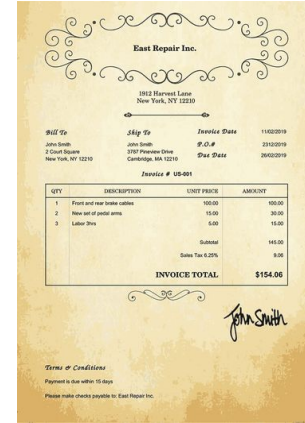 East Repair Inc.
1912 Harvest Lane
New York, NY 12210
Bill To
Ship To
Invoice Date
11/02/2019
John Smith
John Smith
P.O.#
2312/2019
2 Court Square
3787 Pineview Drive
Due Date
26/02/2019
New York, NY 12210
Cambridge, MA 12210
Invoice # US-001
QTY DESCRIPTION UNIT PRICE AMOUNT
1 Front and rear brake cables 100.00 100.00
2 New set of pedal arms 15.00 30.00
3 Labor 3hrs 5.00 15.00
Subtotal 145.00
Sales Tax 6.25% 9.06
INVOICE TOTAL $154.06
John Smith
Terms & Conditions
Payment is due within 15 days
Please make checks payable to: East Repair Inc.